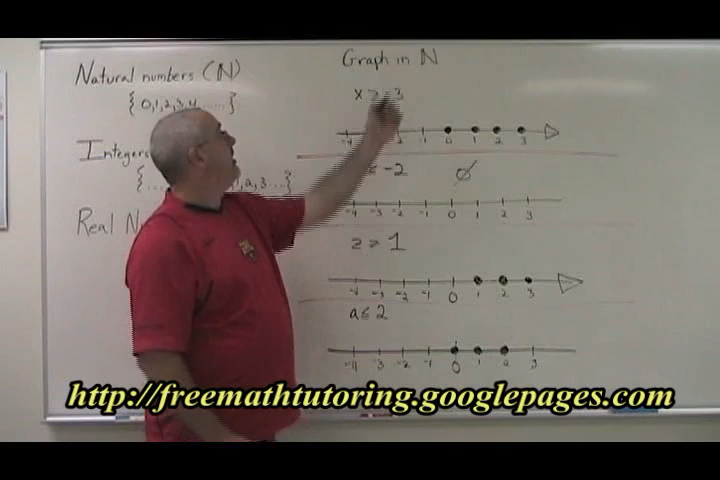 Natural numbers (ℕ)
{0,1,2,3,4,.....}
Integers
{... ,1,2,3...}
Real
Graph in ℕ
x ≥ -3
-4 -1 0 1 2 3
≤ -2 ∅
-4 -3 -2 -1 0 1 2 3
z ≥ 1
-4 -3 -2 -1 0 1 2 3
a ≤ 2
-4 -3 -2 -1 0 1 2 3
http://freemathtutoring.googlepages.com